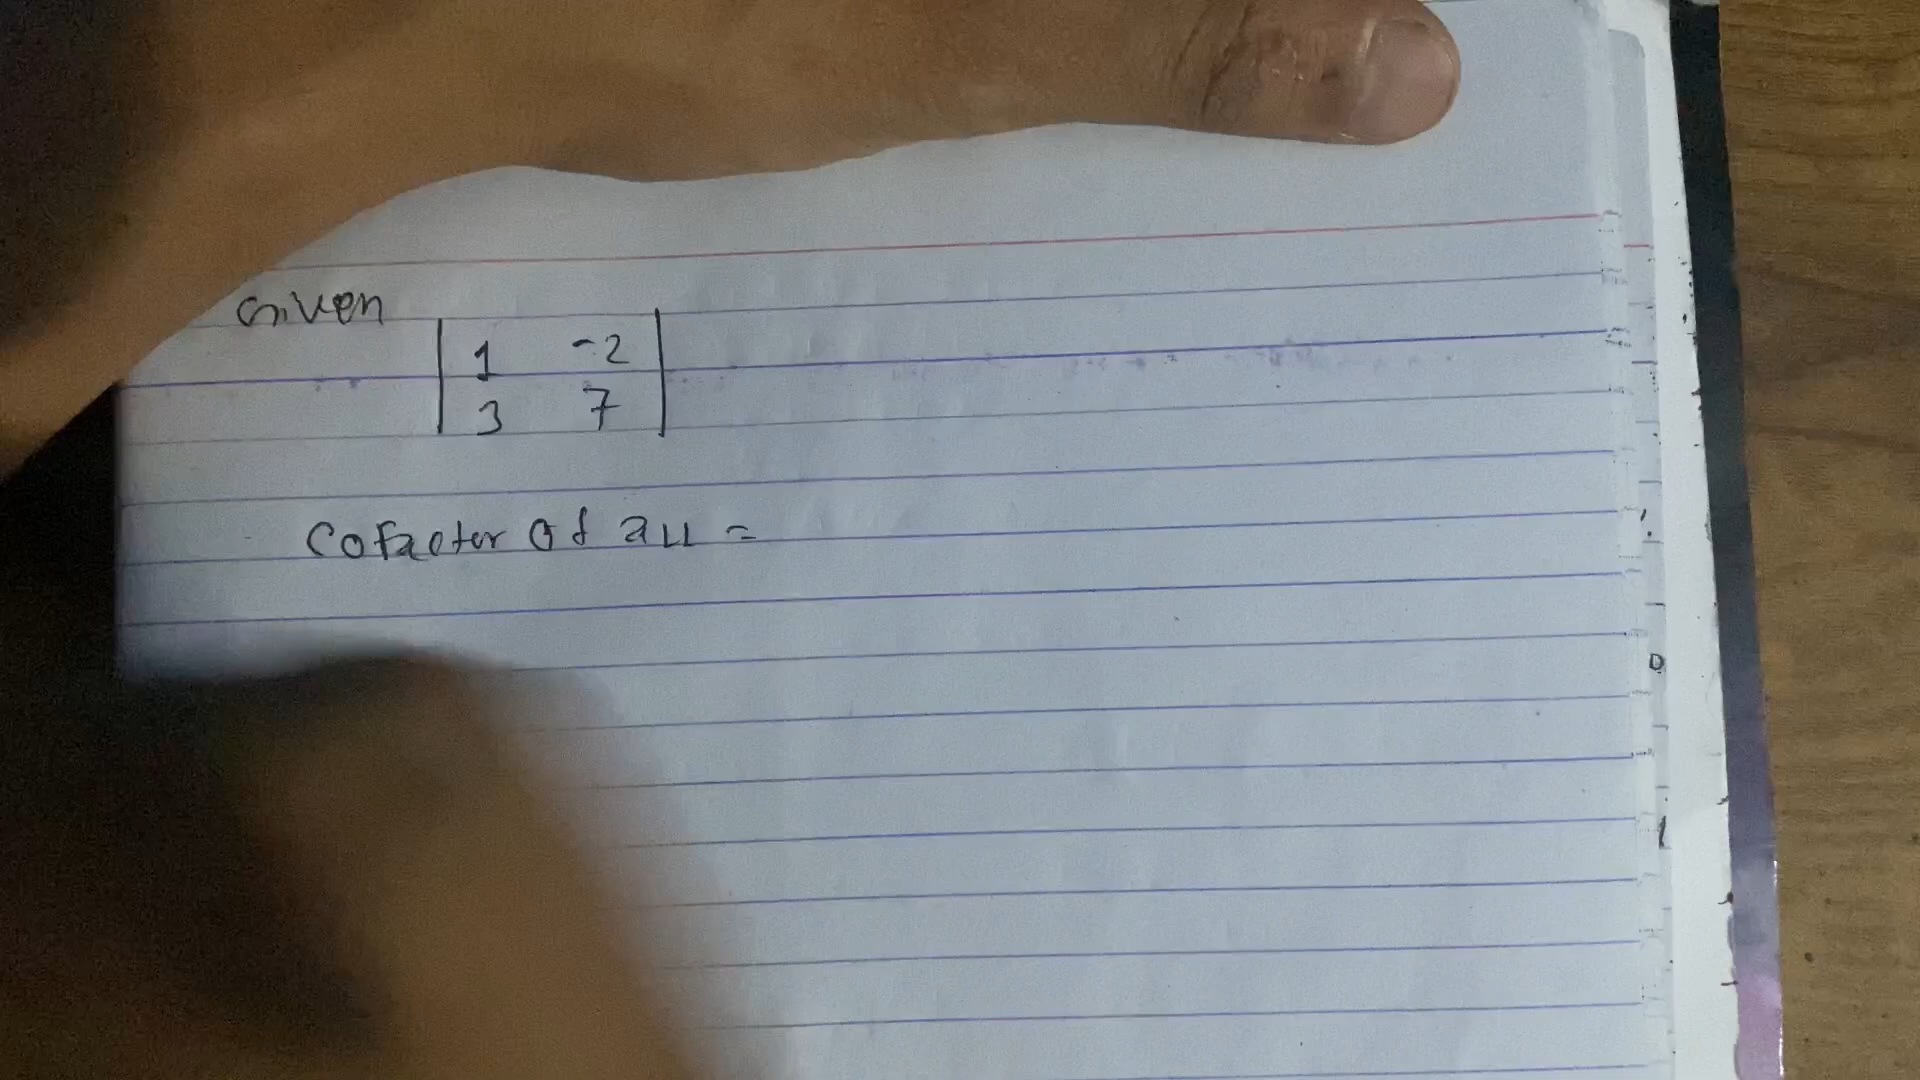 Given
1 -2
3 7
Cofactor of a11 =